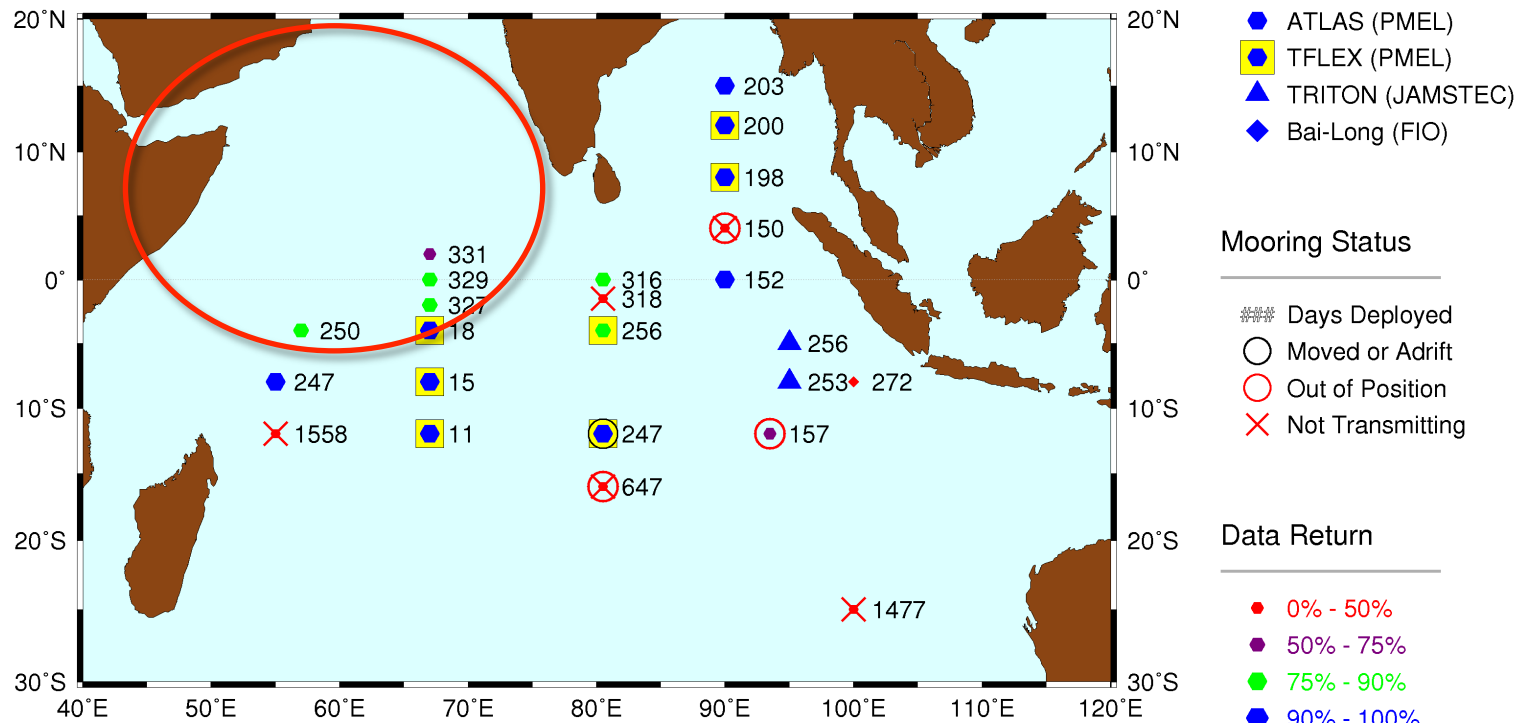 20˚N
20˚N
ATLAS (PMEL)
TFLEX (PMEL)
203
TRITON (JAMSTEC)
200
Bai-Long (FIO)
10˚N
10˚N
198
150
Mooring Status
331
0˚
329
316
152
0˚
318
327
Days Deployed
###
250
18
256
256
Moved or Adrift
247
15
253
272
Out of Position
10˚S
10˚S
1558
11
247
157
Not Transmitting
647
20˚S
20˚S
Data Return
1477
0% - 50%
50% - 75%
30˚S
30˚S
75% - 90%
40˚E
50˚E
60˚E
70˚E
80˚E
90˚E
100˚E
110˚E
120˚E
90% - 100%